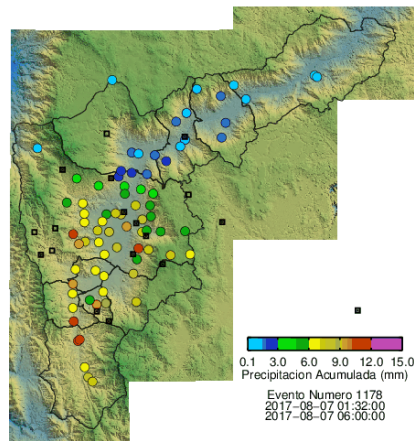 0.1 3.0 6.0 9.0 12.0 15.0
Precipitacion Acumulada (mm)
Evento Numero 1178
2017-08-07 01:32:00
2017-08-07 06:00:00